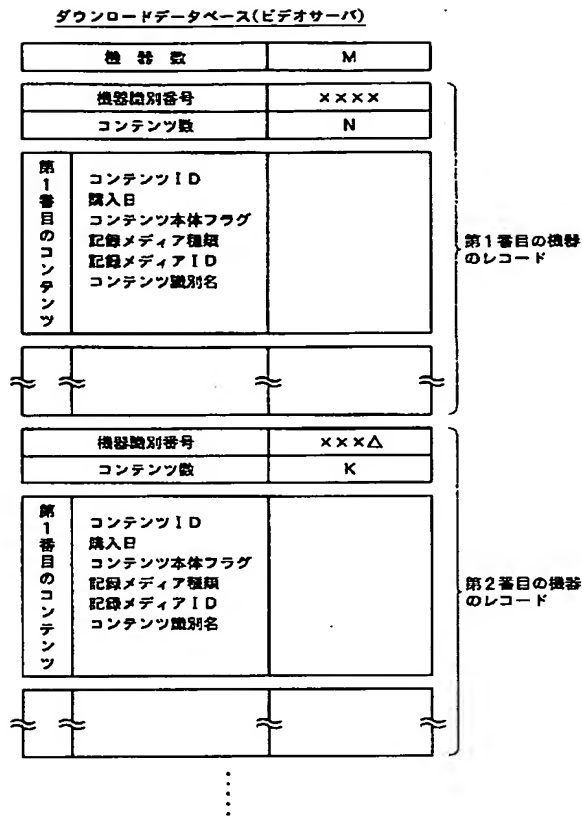 ダウンロードデータベース(ビデオサーバ)
機器数 M
機器識別番号 ××××
コンテンツ数 N
第1番目のコンテンツ
コンテンツID
購入日
コンテンツ本体フラグ
記録メディア種類
記録メディアID
コンテンツ識別名
第1番目の機器
のレコード
機器識別番号 ×××△
コンテンツ数 K
第1番目のコンテンツ
コンテンツID
購入日
コンテンツ本体フラグ
記録メディア種類
記録メディアID
コンテンツ識別名
第2番目の機器
のレコード